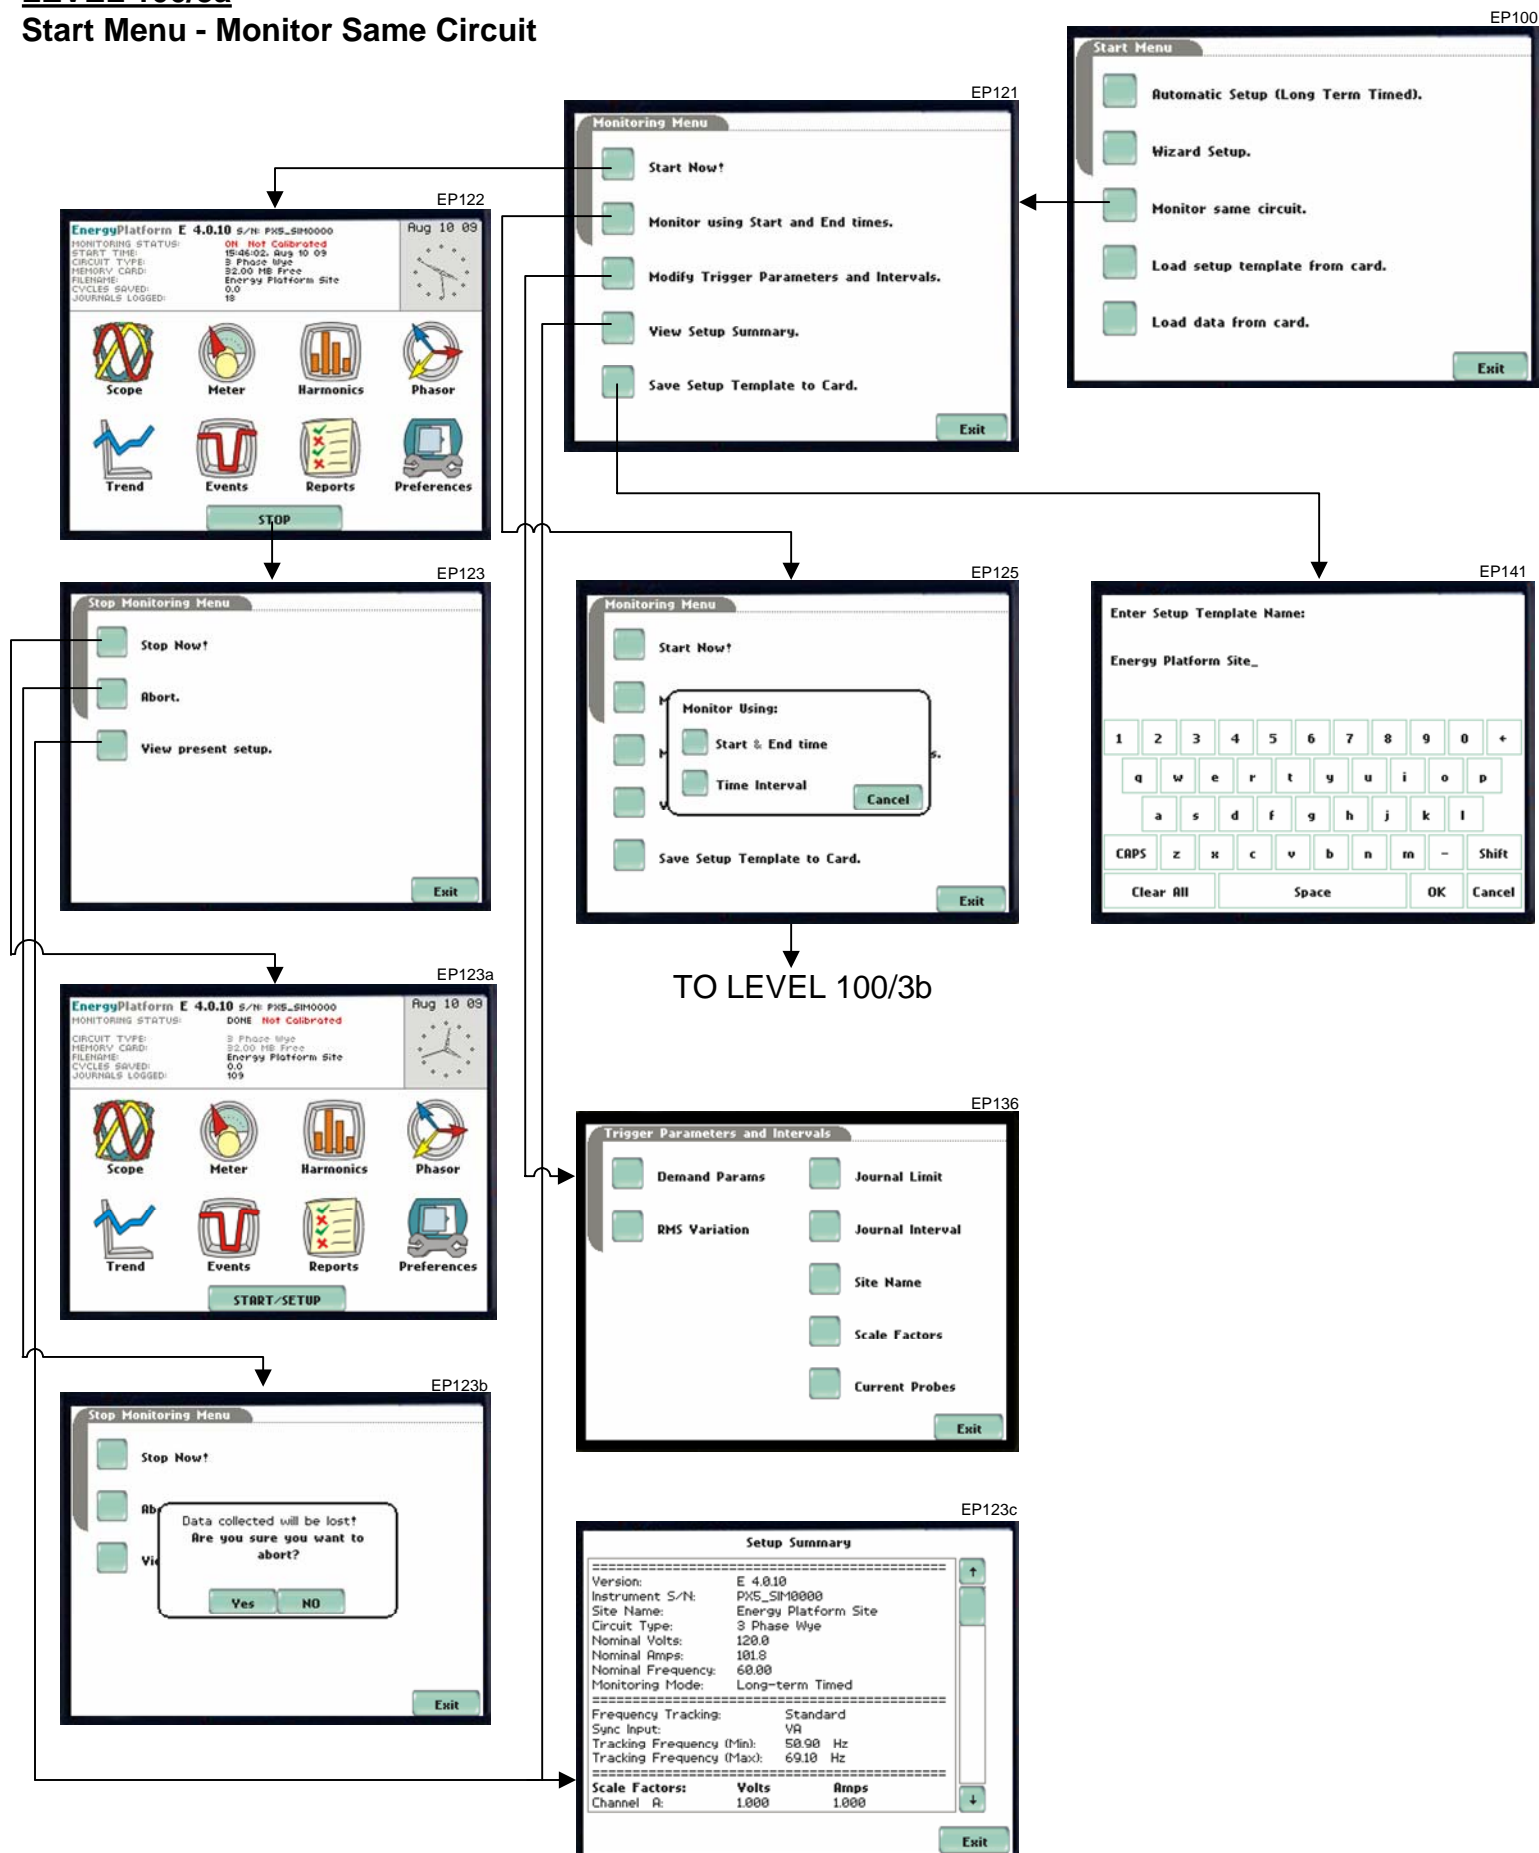 Start Menu - Monitor Same Circuit
EP100
Start Menu
Automatic Setup (Long Term Timed).
Wizard Setup.
Monitor same circuit.
Load setup template from card.
Load data from card.
Exit
EP121
Monitoring Menu
Start Now!
Monitor using Start and End times.
Modify Trigger Parameters and Intervals.
View Setup Summary.
Save Setup Template to Card.
Exit
EP122
EnergyPlatform E 4.0.10 S/N: PX5_SIM0000
Aug 10 09
MONITORING STATUS: ON Not Calibrated
START TIME: 15:46:02, Aug 10 09
CIRCUIT TYPE: 3 Phase Wye
MEMORY CARD: 32.00 MB Free
FILENAME: Energy Platform Site
CYCLES SAVED: 0.0
JOURNALS LOGGED: 18
Scope Meter Harmonics Phasor
Trend Events Reports Preferences
STOP
EP123
Stop Monitoring Menu
Stop Now!
Abort.
View present setup.
Exit
EP125
Monitoring Menu
Start Now!
M
Monitor Using:
Start & End time
M
s.
Time Interval
Cancel
V
Save Setup Template to Card.
Exit
TO LEVEL 100/3b
EP141
Enter Setup Template Name:
Energy Platform Site_
1 2 3 4 5 6 7 8 9 0 ←
q w e r t y u i o p
a s d f g h j k l
CAPS z x c v b n m - Shift
Clear All Space OK Cancel
EP123a
EnergyPlatform E 4.0.10 S/N: PX5_SIM0000
Aug 10 09
MONITORING STATUS: DONE Not Calibrated
CIRCUIT TYPE: 3 Phase Wye
MEMORY CARD: 32.00 MB Free
FILENAME: Energy Platform Site
CYCLES SAVED: 0.0
JOURNALS LOGGED: 109
Scope Meter Harmonics Phasor
Trend Events Reports Preferences
START/SETUP
EP136
Trigger Parameters and Intervals
Demand Params Journal Limit
RMS Variation Journal Interval
Site Name
Scale Factors
Current Probes
Exit
EP123b
Stop Monitoring Menu
Stop Now!
Ab
Data collected will be lost!
Are you sure you want to
abort?
Vi
Yes NO
Exit
EP123c
Setup Summary
============================================
Version: E 4.0.10
Instrument S/N: PX5_SIM0000
Site Name: Energy Platform Site
Circuit Type: 3 Phase Wye
Nominal Volts: 120.0
Nominal Amps: 101.8
Nominal Frequency: 60.00
Monitoring Mode: Long-term Timed
============================================
Frequency Tracking: Standard
Sync Input: VA
Tracking Frequency (Min): 50.90 Hz
Tracking Frequency (Max): 69.10 Hz
============================================
Scale Factors: Volts Amps
Channel A: 1.000 1.000
Exit